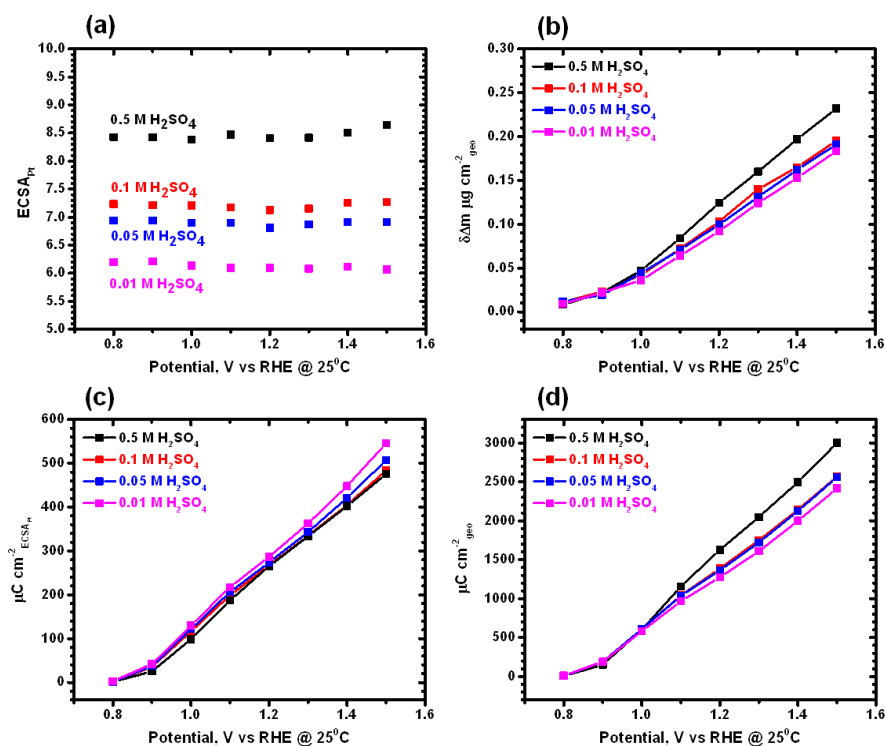 (a)
ECSA_Pt
10.0
9.5
9.0
8.5
8.0
7.5
7.0
6.5
6.0
5.5
5.0
0.5 M H₂SO₄
0.1 M H₂SO₄
0.05 M H₂SO₄
0.01 M H₂SO₄
0.8 1.0 1.2 1.4 1.6
Potential, V vs RHE @ 25⁰C
(b)
δΔm µg cm⁻²_geo
0.30
0.25
0.20
0.15
0.10
0.05
0.00
0.5 M H₂SO₄
0.1 M H₂SO₄
0.05 M H₂SO₄
0.01 M H₂SO₄
0.8 1.0 1.2 1.4 1.6
Potential, V vs RHE @ 25⁰C
(c)
µC cm⁻²_ECSA_Pt
600
500
400
300
200
100
0
0.5 M H₂SO₄
0.1 M H₂SO₄
0.05 M H₂SO₄
0.01 M H₂SO₄
0.8 1.0 1.2 1.4 1.6
Potential, V vs RHE @ 25⁰C
(d)
µC cm⁻²_geo
3000
2500
2000
1500
1000
500
0
0.5 M H₂SO₄
0.1 M H₂SO₄
0.05 M H₂SO₄
0.01 M H₂SO₄
0.8 1.0 1.2 1.4 1.6
Potential, V vs RHE @ 25⁰C